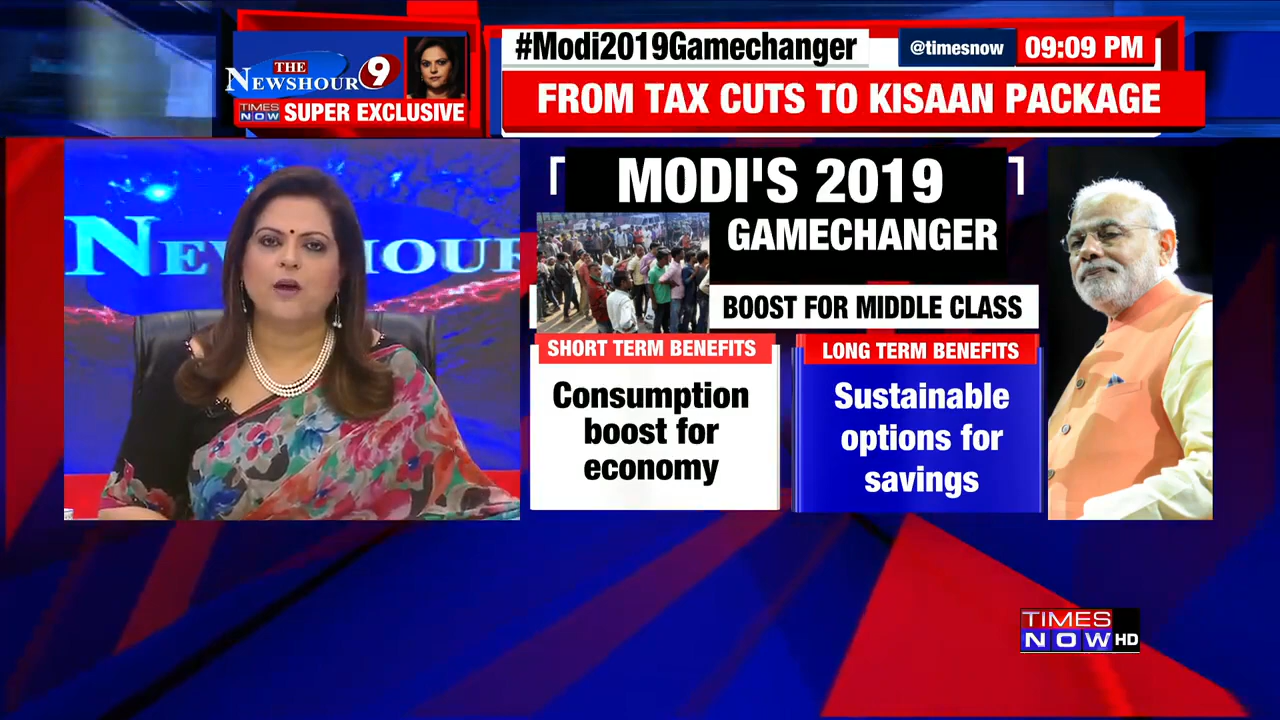 THE
NEWSHOUR 9
TIMES NOW SUPER EXCLUSIVE
#Modi2019Gamechanger
@timesnow
09:09 PM
FROM TAX CUTS TO KISAAN PACKAGE
NEWSHOUR
MODI'S 2019
GAMECHANGER
BOOST FOR MIDDLE CLASS
SHORT TERM BENEFITS
Consumption
boost for
economy
LONG TERM BENEFITS
Sustainable
options for
savings
TIMES
NOW HD